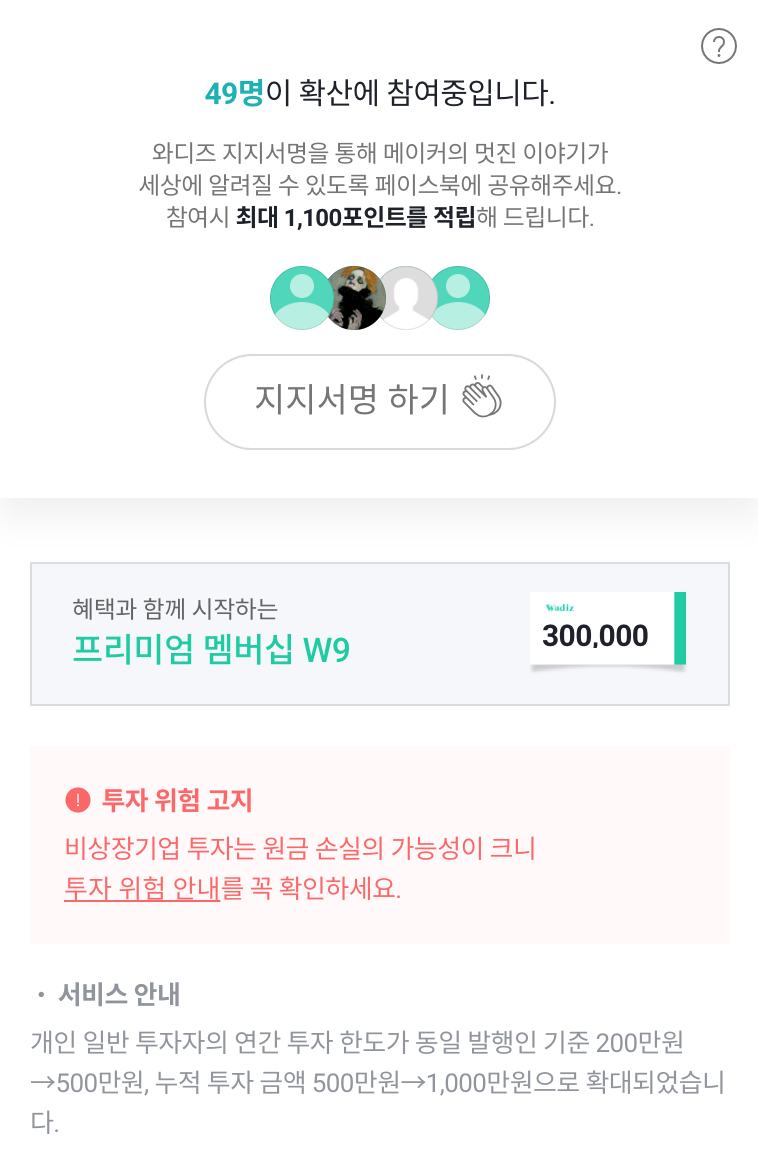 ?
49명이 확산에 참여중입니다.
와디즈 지지서명을 통해 메이커의 멋진 이야기가
세상에 알려질 수 있도록 페이스북에 공유해주세요.
참여시 최대 1,100포인트를 적립해 드립니다.
지지서명 하기
혜택과 함께 시작하는
프리미엄 멤버십 W9
Wadiz
300,000
! 투자 위험 고지
비상장기업 투자는 원금 손실의 가능성이 크니
투자 위험 안내를 꼭 확인하세요.
· 서비스 안내
개인 일반 투자자의 연간 투자 한도가 동일 발행인 기준 200만원
→500만원, 누적 투자 금액 500만원→1,000만원으로 확대되었습니
다.